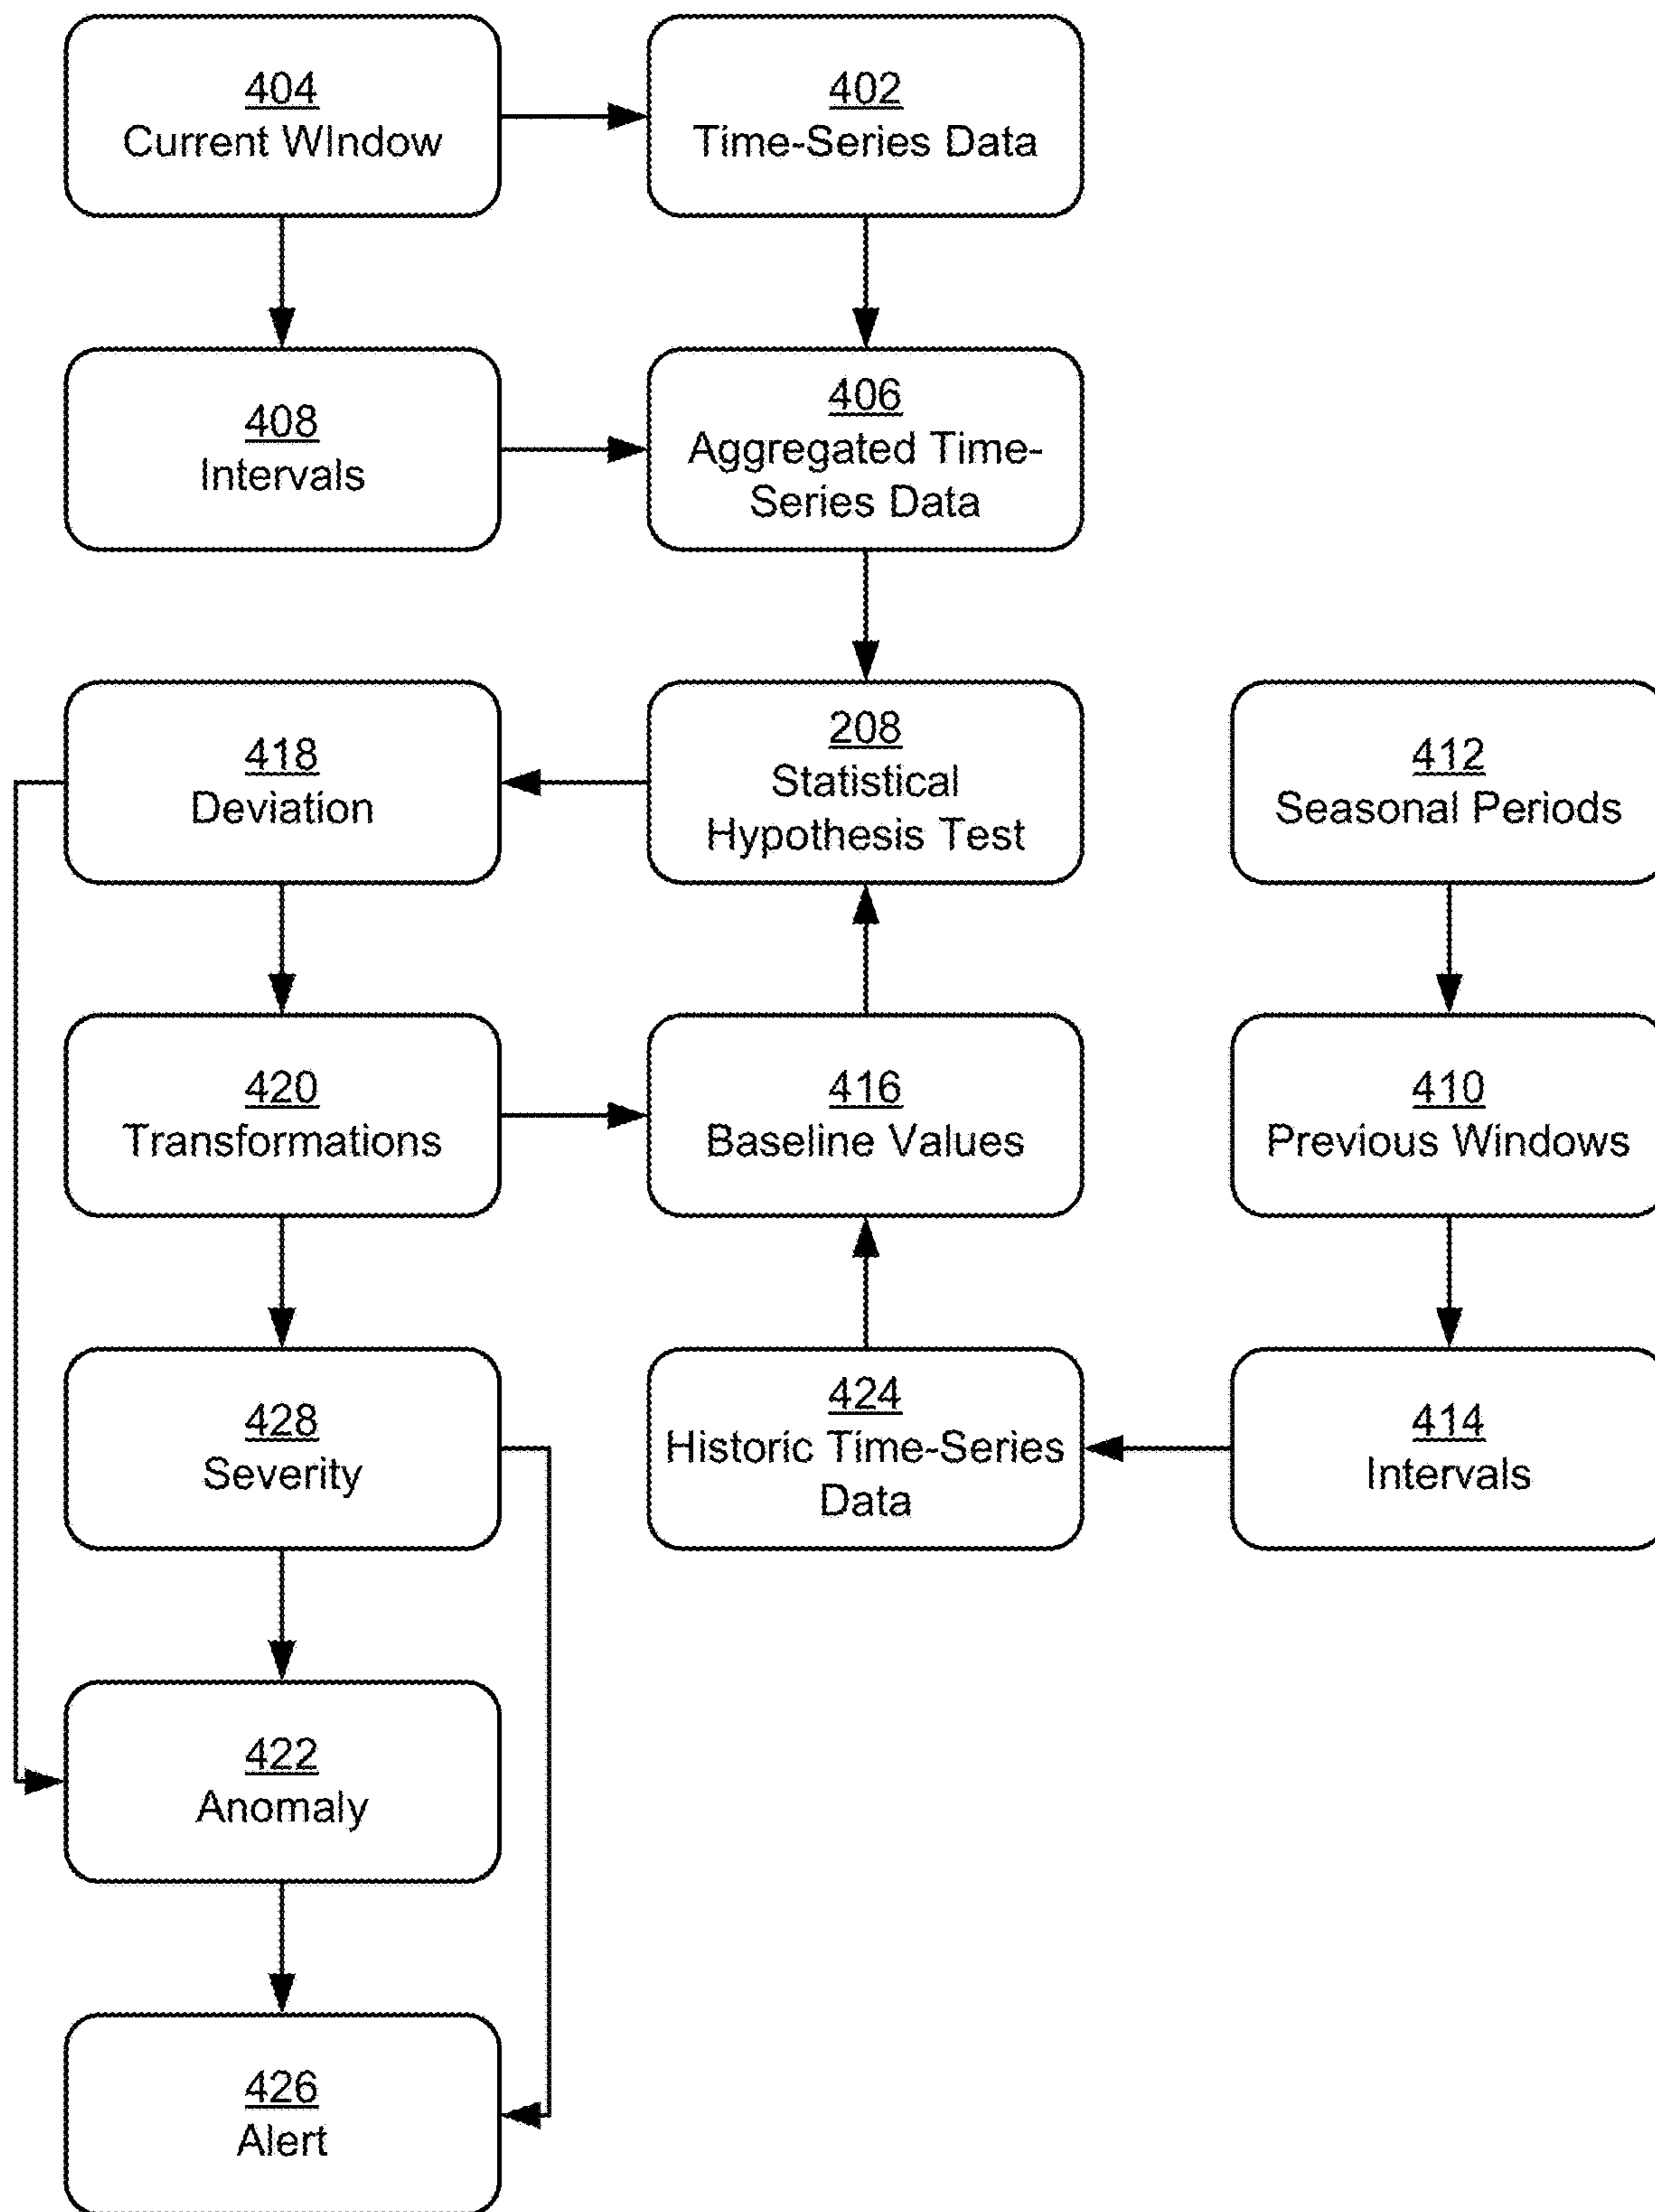 404
Current WIndow
402
Time-Series Data
408
Intervals
406
Aggregated Time-
Series Data
418
Deviation
208
Statistical
Hypothesis Test
412
Seasonal Periods
420
Transformations
416
Baseline Values
410
Previous Windows
428
Severity
424
Historic Time-Series
Data
414
Intervals
422
Anomaly
426
Alert